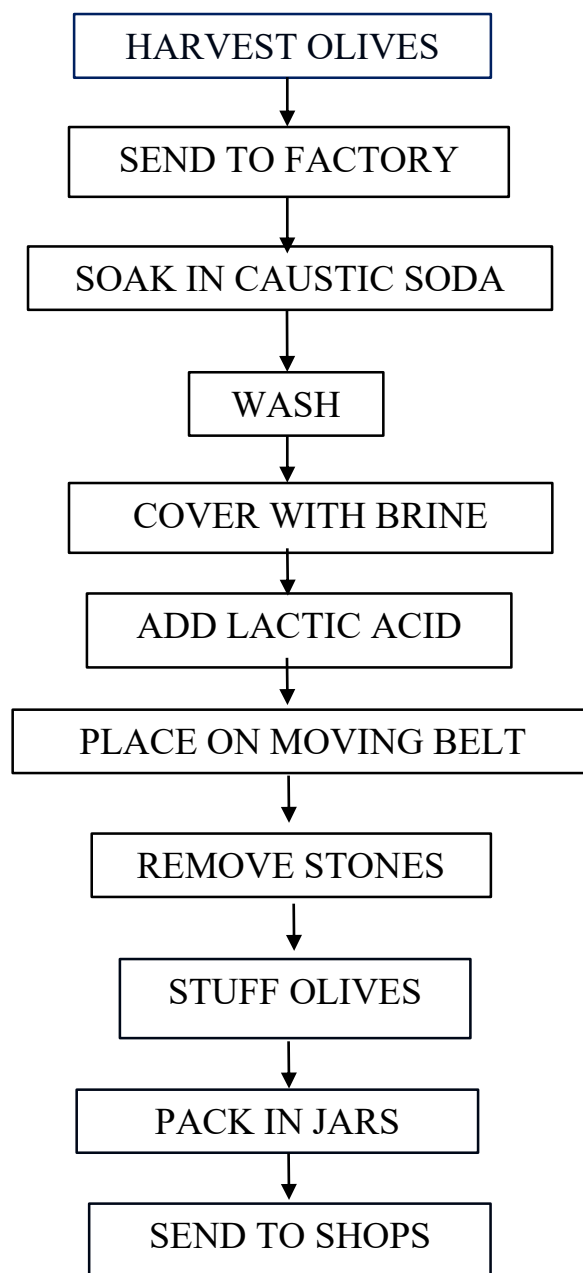 HARVEST OLIVES
SEND TO FACTORY
SOAK IN CAUSTIC SODA
WASH
COVER WITH BRINE
ADD LACTIC ACID
PLACE ON MOVING BELT
REMOVE STONES
STUFF OLIVES
PACK IN JARS
SEND TO SHOPS